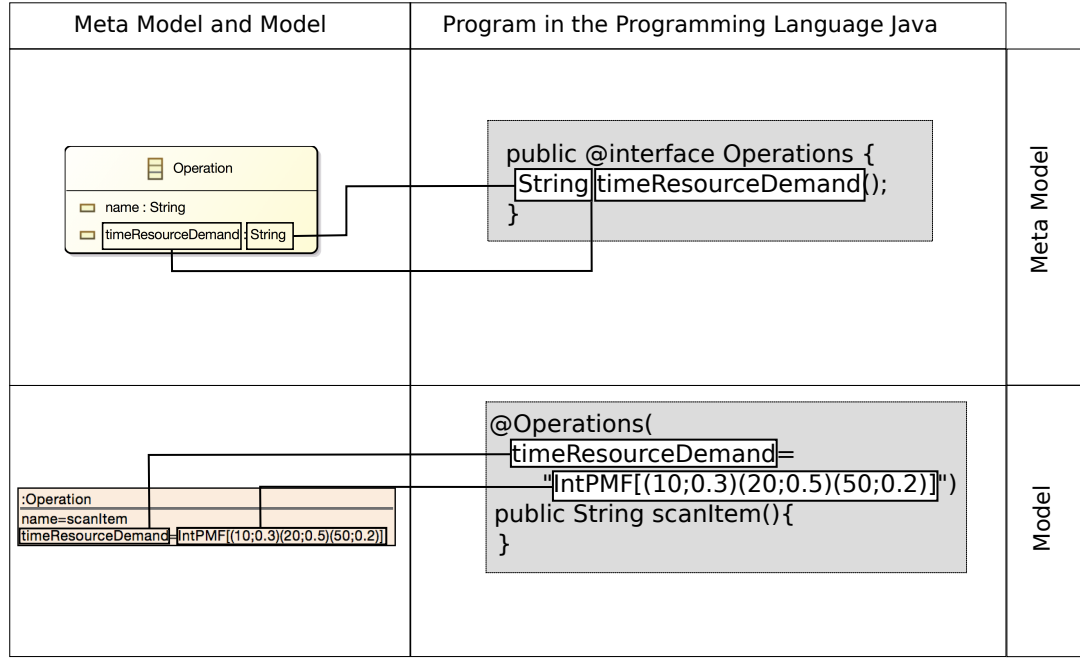 Meta Model and Model
Program in the Programming Language Java
Operation
name : String
timeResourceDemand : String
public @interface Operations {
String timeResourceDemand();
}
Meta Model
:Operation
name=scanItem
timeResourceDemand=IntPMF[(10;0.3)(20;0.5)(50;0.2)]
@Operations(
timeResourceDemand=
"IntPMF[(10;0.3)(20;0.5)(50;0.2)]")
public String scanItem(){
}
Model